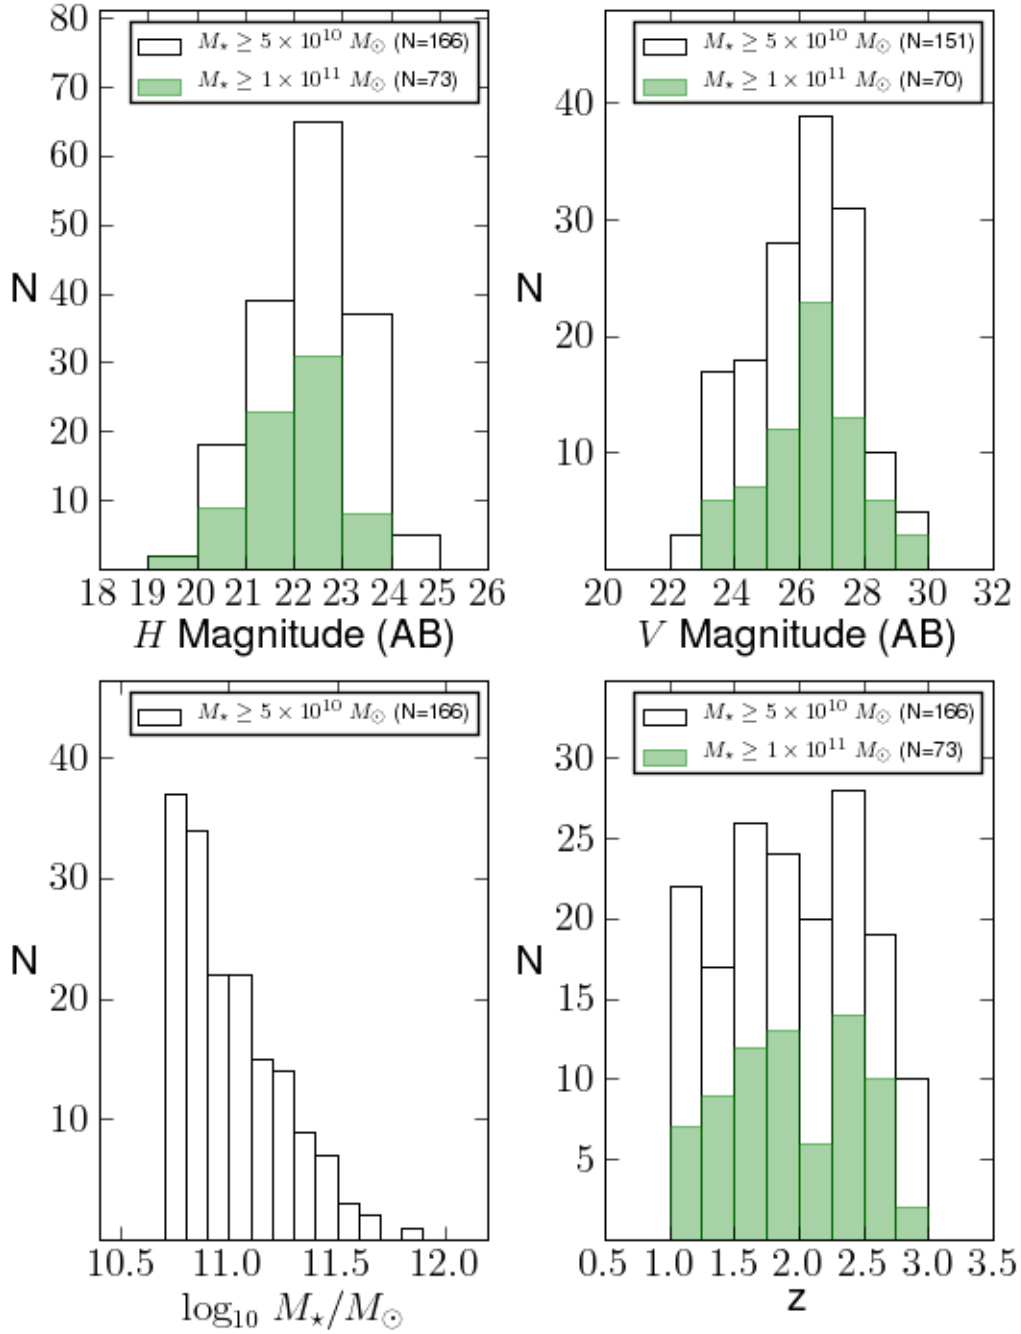 M⋆ ≥ 5 × 10^10 M⊙ (N=166)
M⋆ ≥ 1 × 10^11 M⊙ (N=73)
80
70
60
50
40
30
20
10
N
18 19 20 21 22 23 24 25 26
H Magnitude (AB)
M⋆ ≥ 5 × 10^10 M⊙ (N=151)
M⋆ ≥ 1 × 10^11 M⊙ (N=70)
40
30
20
10
N
20 22 24 26 28 30 32
V Magnitude (AB)
M⋆ ≥ 5 × 10^10 M⊙ (N=166)
40
30
20
10
N
10.5 11.0 11.5 12.0
log10 M⋆/M⊙
M⋆ ≥ 5 × 10^10 M⊙ (N=166)
M⋆ ≥ 1 × 10^11 M⊙ (N=73)
30
25
20
15
10
5
N
0.5 1.0 1.5 2.0 2.5 3.0 3.5
z